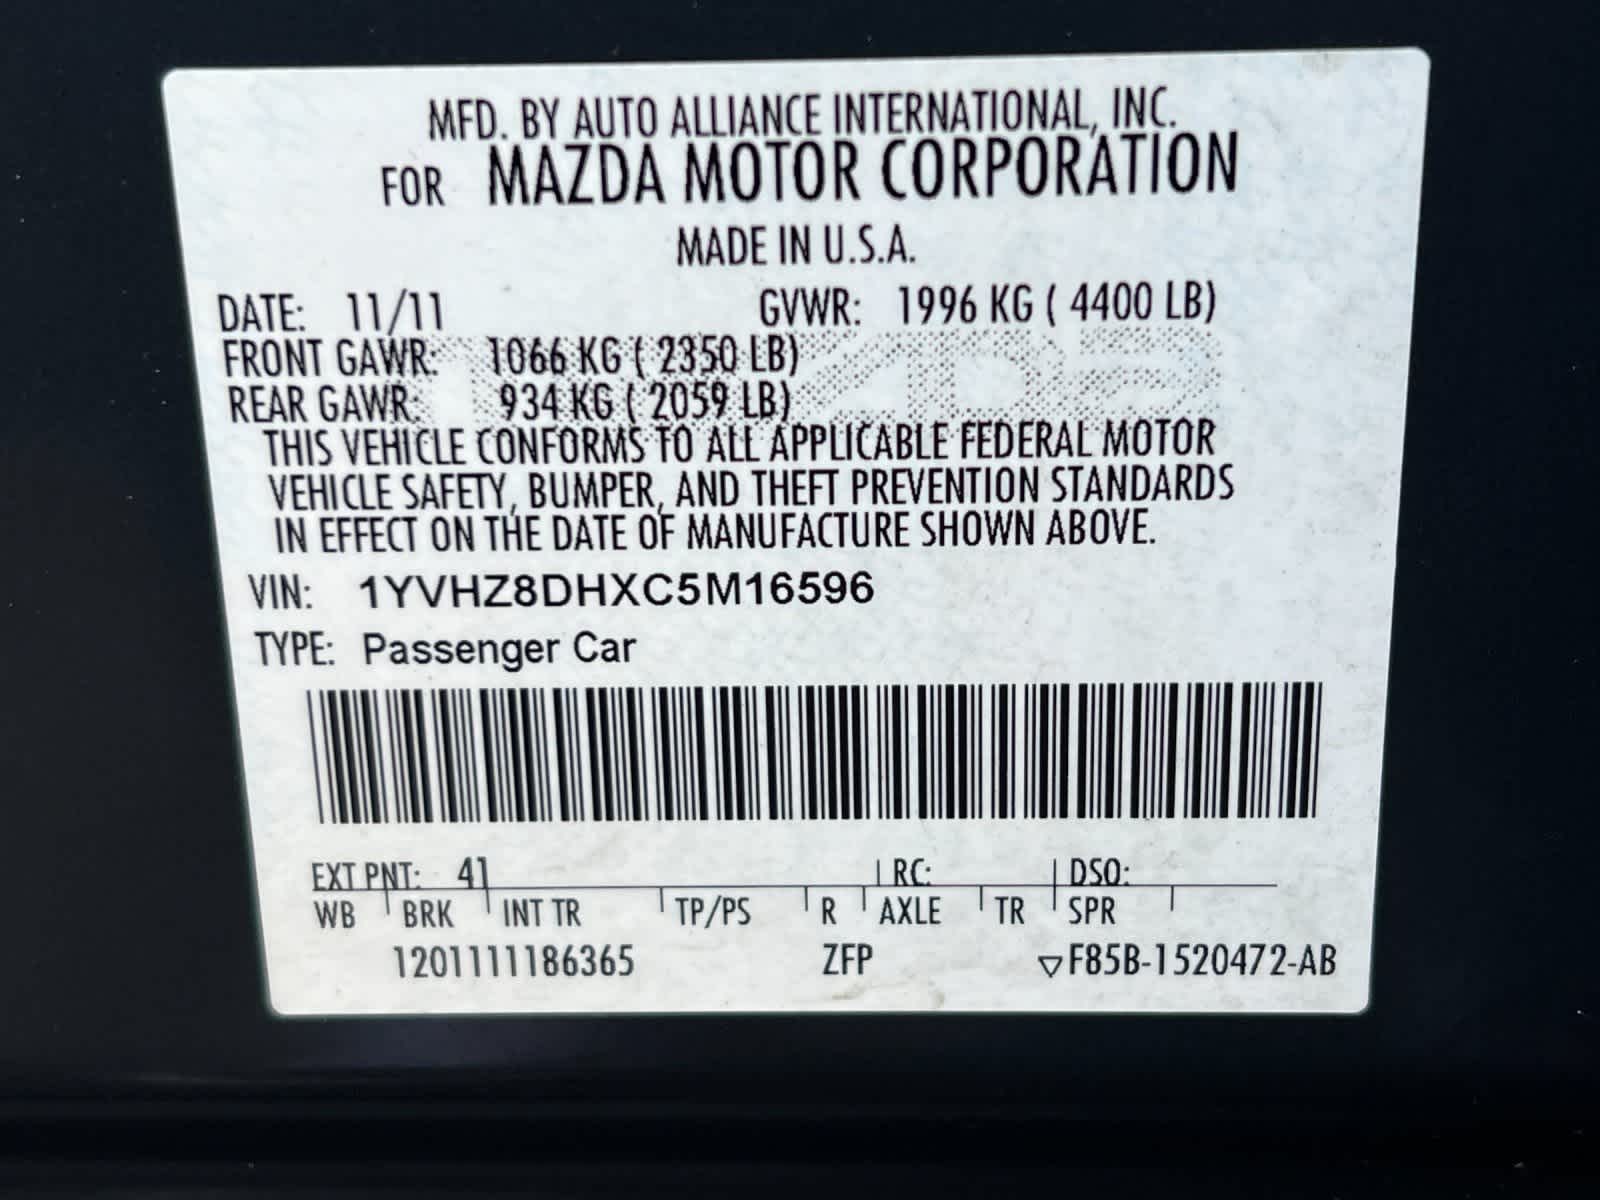 MFD. BY AUTO ALLIANCE INTERNATIONAL, INC.
FOR MAZDA MOTOR CORPORATION
MADE IN U.S.A.
DATE: 11/11 GVWR: 1996 KG ( 4400 LB)
FRONT GAWR: 1066 KG ( 2350 LB)
REAR GAWR: 934 KG ( 2059 LB)
THIS VEHICLE CONFORMS TO ALL APPLICABLE FEDERAL MOTOR
VEHICLE SAFETY, BUMPER, AND THEFT PREVENTION STANDARDS
IN EFFECT ON THE DATE OF MANUFACTURE SHOWN ABOVE.
VIN: 1YVHZ8DHXC5M16596
TYPE: Passenger Car
EXT PNT: 41 RC: DSO:
WB BRK INT TR TP/PS R AXLE TR SPR
1201111186365 ZFP ▽F85B-1520472-AB